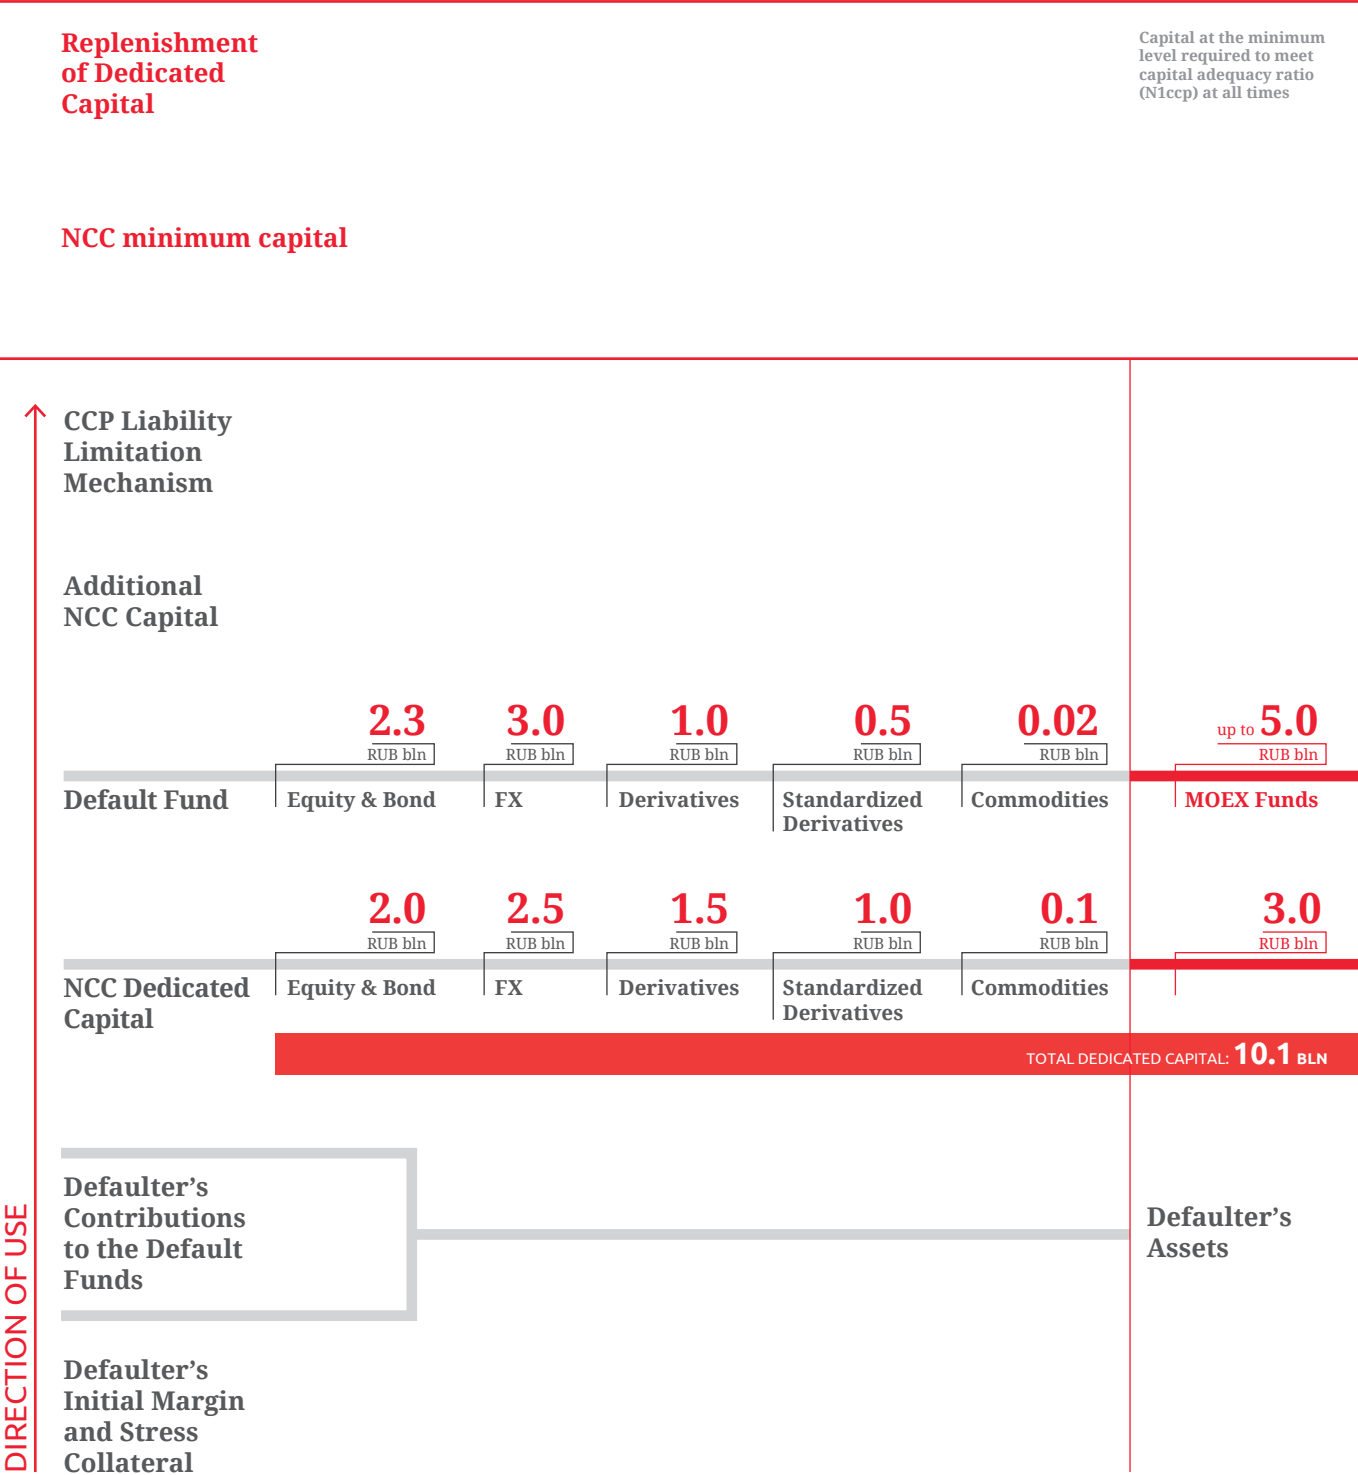 Replenishment
of Dedicated
Capital
Capital at the minimum
level required to meet
capital adequacy ratio
(N1ccp) at all times
NCC minimum capital
CCP Liability
Limitation
Mechanism
Additional
NCC Capital
2.3 3.0 1.0 0.5 0.02 up to 5.0
RUB bln RUB bln RUB bln RUB bln RUB bln RUB bln
Default Fund Equity & Bond FX Derivatives Standardized Commodities MOEX Funds
Derivatives
2.0 2.5 1.5 1.0 0.1 3.0
RUB bln RUB bln RUB bln RUB bln RUB bln RUB bln
NCC Dedicated Equity & Bond FX Derivatives Standardized Commodities
Capital Derivatives
TOTAL DEDICATED CAPITAL: 10.1 BLN
Defaulter’s
Contributions
to the Default
Funds
Defaulter’s
Assets
Defaulter’s
Initial Margin
and Stress
Collateral
DIRECTION OF USE